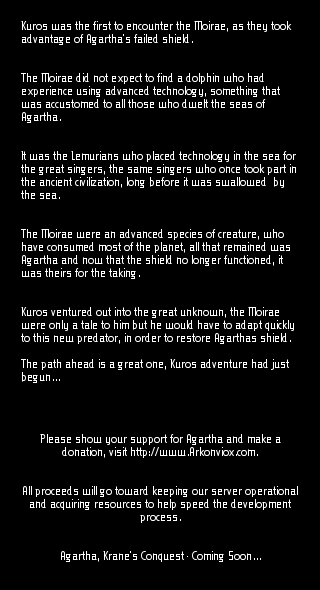 Kuros was the first to encounter the Moirae, as they took
advantage of Agartha's failed shield.
The Moirae did not expect to find a dolphin who had
experience using advanced technology, something that
was accustomed to all those who dwelt the seas of
Agartha.
It was the Lemurians who placed technology in the sea for
the great singers, the same singers who once took part in
the ancient civilization, long before it was swallowed by
the sea.
The Moirae were an advanced species of creature, who
have consumed most of the planet, all that remained was
Agartha and now that the shield no longer functioned, it
was theirs for the taking.
Kuros ventured out into the great unknown, the Moirae
were only a tale to him but he would have to adapt quickly
to this new predator, in order to restore Agarthas shield.
The path ahead is a great one, Kuros adventure had just
begun...
Please show your support for Agartha and make a
donation, visit http://www.Arkonviox.com.
All proceeds will go toward keeping our server operational
and acquiring resources to help speed the development
process.
Agartha, Krane's Conquest- Coming Soon...